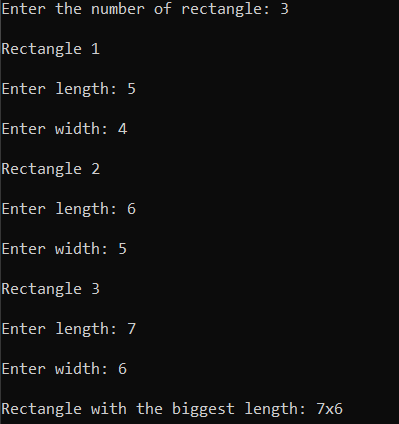 Enter the number of rectangle: 3
Rectangle 1
Enter length: 5
Enter width: 4
Rectangle 2
Enter length: 6
Enter width: 5
Rectangle 3
Enter length: 7
Enter width: 6
Rectangle with the biggest length: 7x6